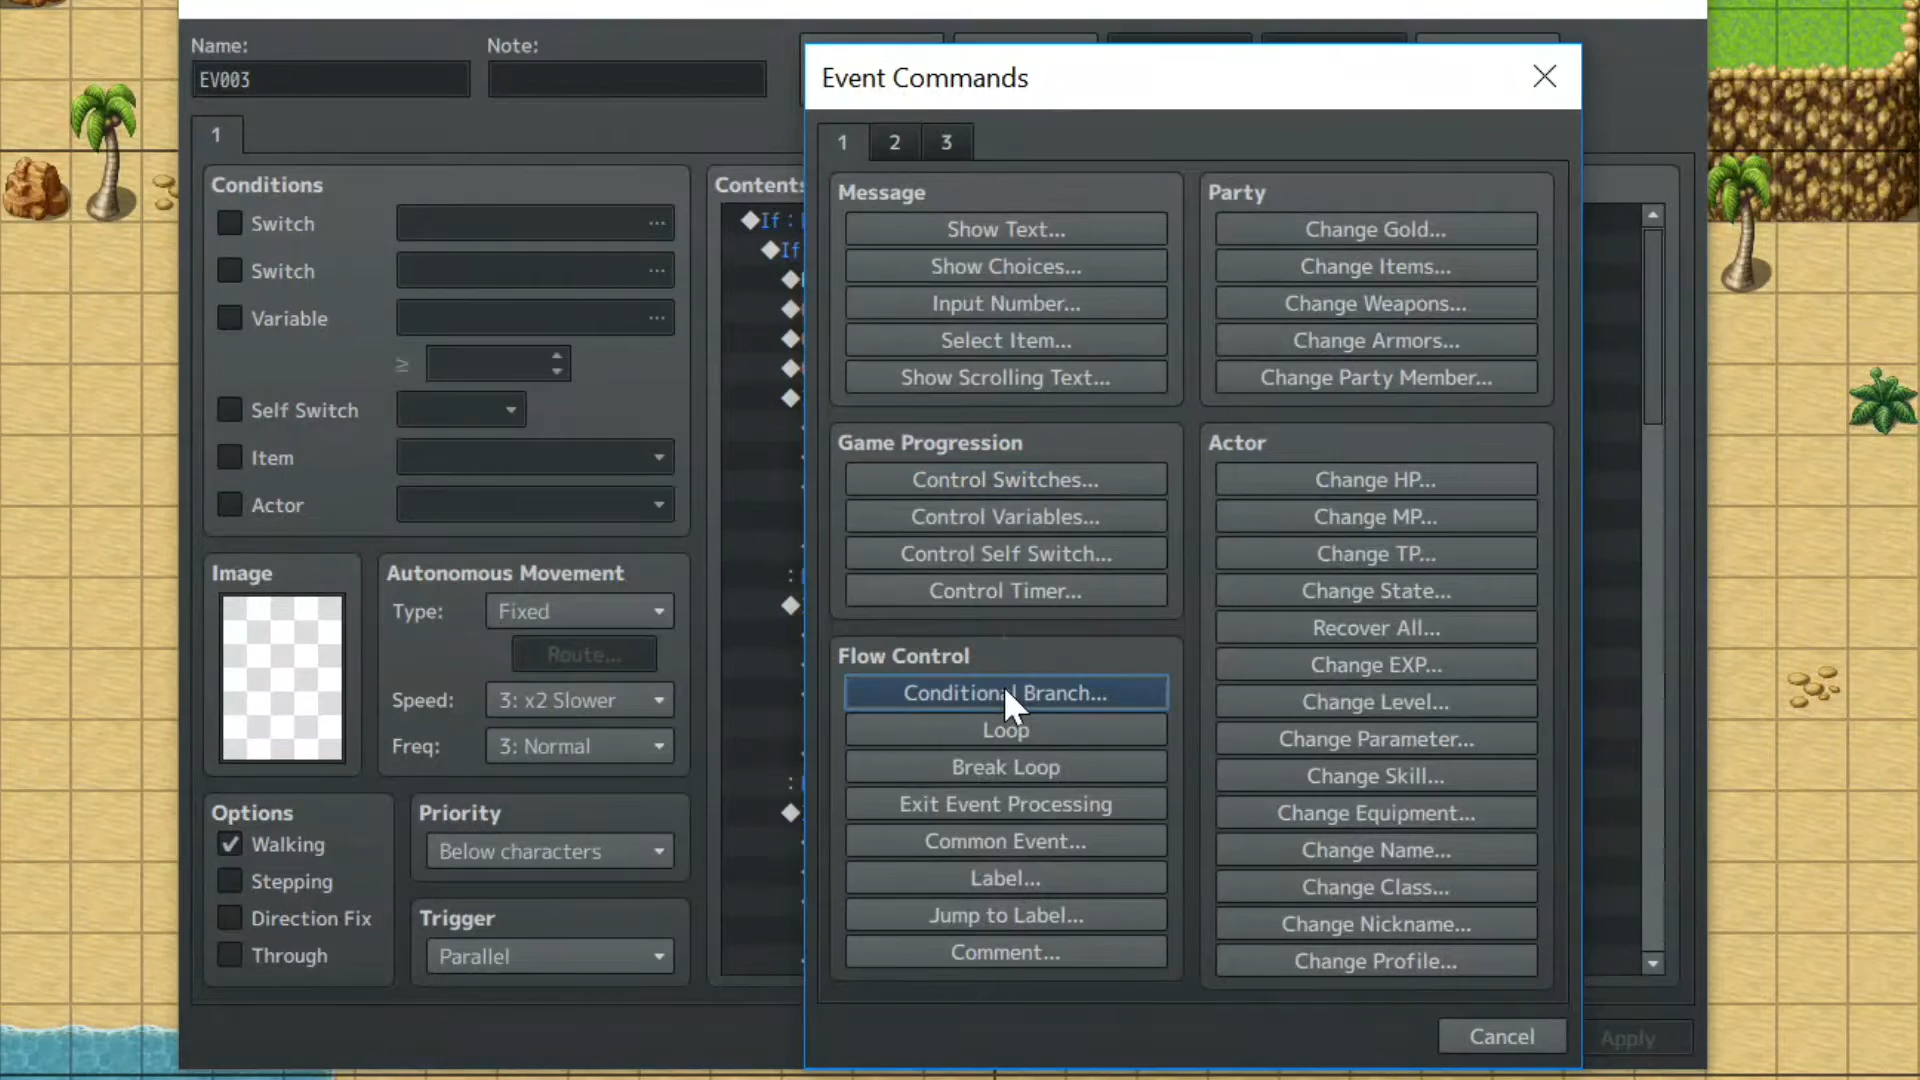 Name:
Note:
EV003
1
Conditions
Switch
...
Switch
...
Variable
...
≥
Self Switch
Item
Actor
Image
Autonomous Movement
Type:
Fixed
Route...
Speed:
3: x2 Slower
Freq:
3: Normal
Options
Walking
Stepping
Direction Fix
Through
Priority
Below characters
Trigger
Parallel
Contents
◆If :
◆If
Event Commands
1
2
3
Message
Show Text...
Show Choices...
Input Number...
Select Item...
Show Scrolling Text...
Game Progression
Control Switches...
Control Variables...
Control Self Switch...
Control Timer...
Flow Control
Conditional Branch...
Loop
Break Loop
Exit Event Processing
Common Event...
Label...
Jump to Label...
Comment...
Party
Change Gold...
Change Items...
Change Weapons...
Change Armors...
Change Party Member...
Actor
Change HP...
Change MP...
Change TP...
Change State...
Recover All...
Change EXP...
Change Level...
Change Parameter...
Change Skill...
Change Equipment...
Change Name...
Change Class...
Change Nickname...
Change Profile...
Cancel
Apply